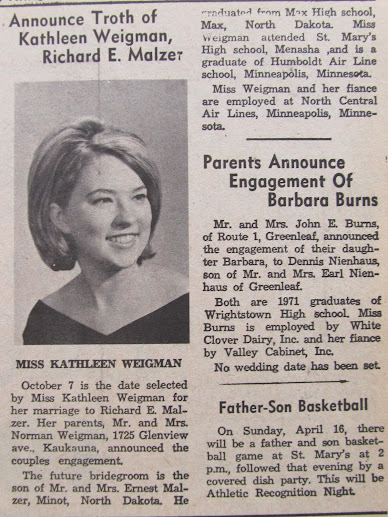 Announce Troth of
Kathleen Weigman,
Richard E. Malzer
MISS KATHLEEN WEIGMAN
October 7 is the date selected
by Miss Kathleen Weigman for
her marriage to Richard E. Mal-
zer. Her parents, Mr. and Mrs.
Norman Weigman, 1725 Glenview
ave., Kaukauna, announced the
couples engagement.
The future bridegroom is the
son of Mr. and Mrs. Ernest Mal-
zer, Minot, North Dakota. He
graduated from Max High school,
Max, North Dakota. Miss
Weigman attended St. Mary's
High school, Menasha ,and is a
graduate of Humboldt Air Line
school, Minneapolis, Minnesota.
Miss Weigman and her fiance
are employed at North Central
Air Lines, Minneapolis, Minne-
sota.
Parents Announce
Engagement Of
Barbara Burns
Mr. and Mrs. John E. Burns,
of Route 1, Greenleaf, announced
the engagement of their daugh-
ter Barbara, to Dennis Nienhaus,
son of Mr. and Mrs. Earl Nien-
haus of Greenleaf.
Both are 1971 graduates of
Wrightstown High school. Miss
Burns is employed by White
Clover Dairy, Inc. and her fiance
by Valley Cabinet, Inc.
No wedding date has been set.
Father-Son Basketball
On Sunday, April 16, there
will be a father and son basket-
ball game at St. Mary's at 2
p.m., followed that evening by a
covered dish party. This will be
Athletic Recognition Night.